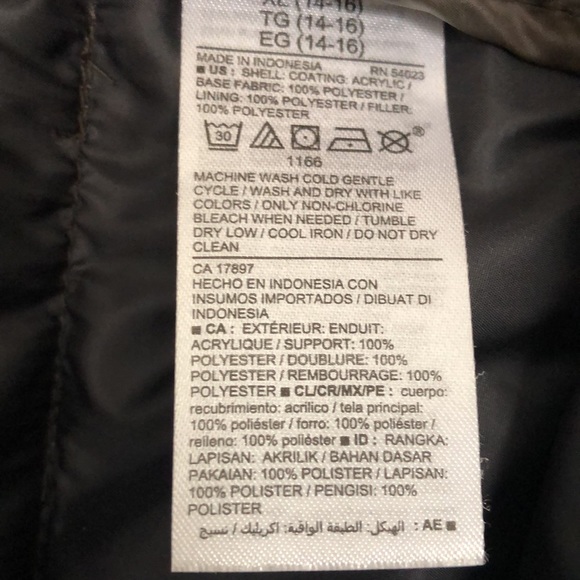 XL (14-16)
TG (14-16)
EG (14-16)
MADE IN INDONESIA RN 54023
■ US : SHELL: COATING: ACRYLIC /
BASE FABRIC: 100% POLYESTER /
LINING: 100% POLYESTER / FILLER:
100% POLYESTER
30
®
1166
MACHINE WASH COLD GENTLE
CYCLE / WASH AND DRY WITH LIKE
COLORS / ONLY NON-CHLORINE
BLEACH WHEN NEEDED / TUMBLE
DRY LOW / COOL IRON / DO NOT DRY
CLEAN
CA 17897
HECHO EN INDONESIA CON
INSUMOS IMPORTADOS / DIBUAT DI
INDONESIA
■ CA : EXTÉRIEUR: ENDUIT:
ACRYLIQUE / SUPPORT: 100%
POLYESTER / DOUBLURE: 100%
POLYESTER / REMBOURRAGE: 100%
POLYESTER ■ CL/CR/MX/PE : cuerpo:
recubrimiento: acrílico / tela principal:
100% poliéster / forro: 100% poliéster /
relleno: 100% poliéster ■ ID : RANGKA:
LAPISAN: AKRILIK / BAHAN DASAR
PAKAIAN: 100% POLISTER / LAPISAN:
100% POLISTER / PENGISI: 100%
POLISTER
■ AE : الهيكل: الطبقة الواقية: اكريليك / نسيج